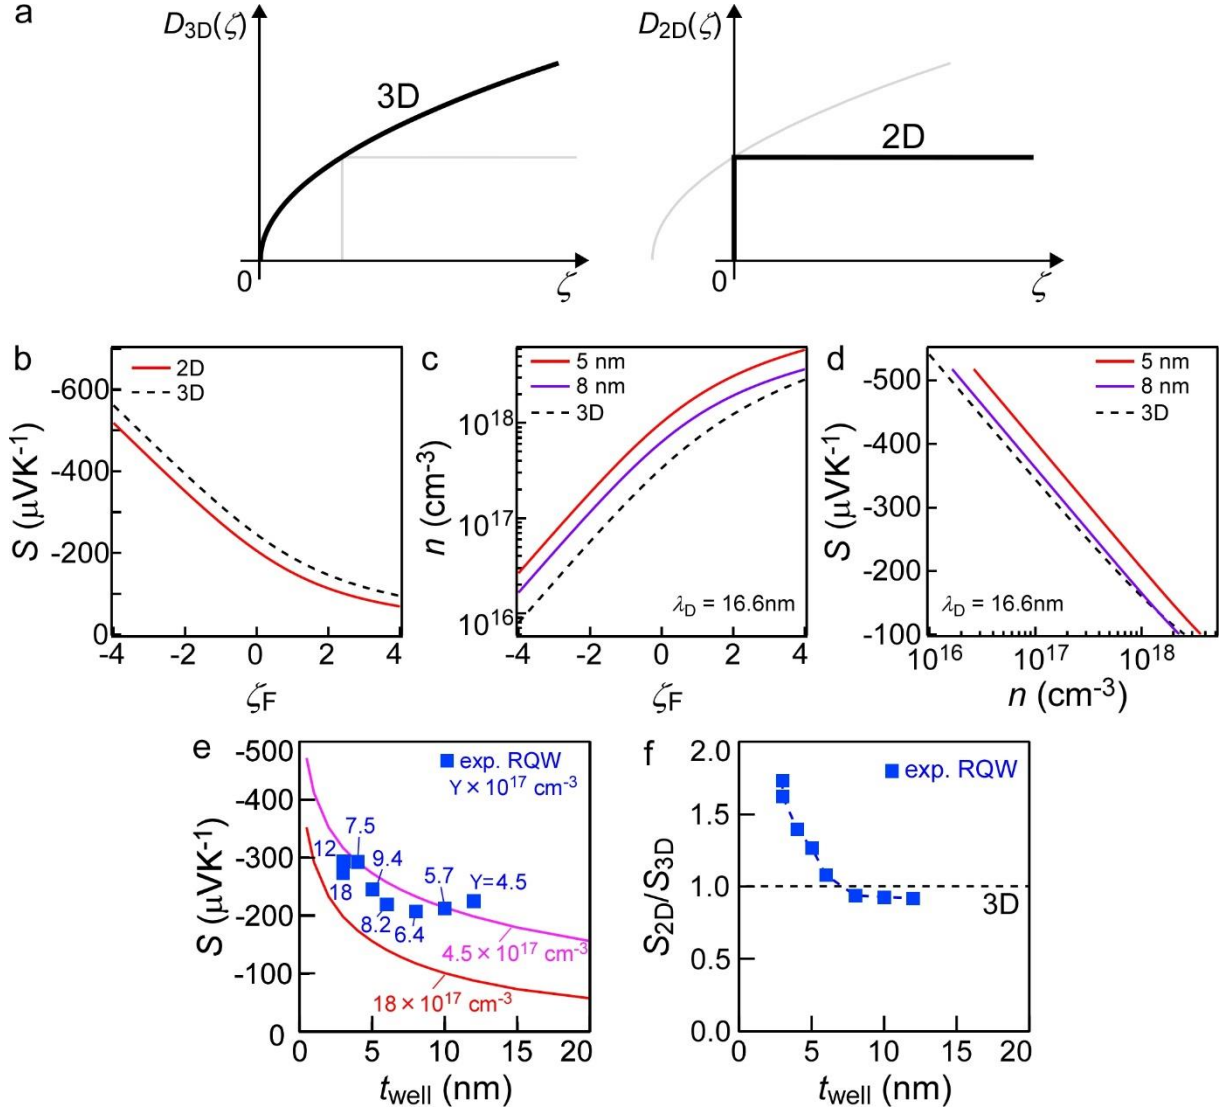 a
D3D(ζ)
3D
0
ζ
D2D(ζ)
2D
0
ζ
b
2D
3D
-600
-400
-200
0
S (μVK-1)
-4
-2
0
2
4
ζF
c
5 nm
8 nm
3D
10^18
10^17
10^16
n (cm-3)
λD = 16.6nm
-4
-2
0
2
4
ζF
d
5 nm
8 nm
3D
-500
-400
-300
-200
-100
S (μVK-1)
λD = 16.6nm
10^16
10^17
10^18
n (cm-3)
e
exp. RQW
Y × 10^17 cm-3
-500
-400
-300
-200
-100
0
S (μVK-1)
12
7.5
18
9.4
8.2
6.4
5.7
Y=4.5
4.5 × 10^17 cm-3
18 × 10^17 cm-3
0
5
10
15
20
twell (nm)
f
exp. RQW
2.0
1.5
1.0
0.5
0.0
S2D/S3D
3D
0
5
10
15
20
twell (nm)